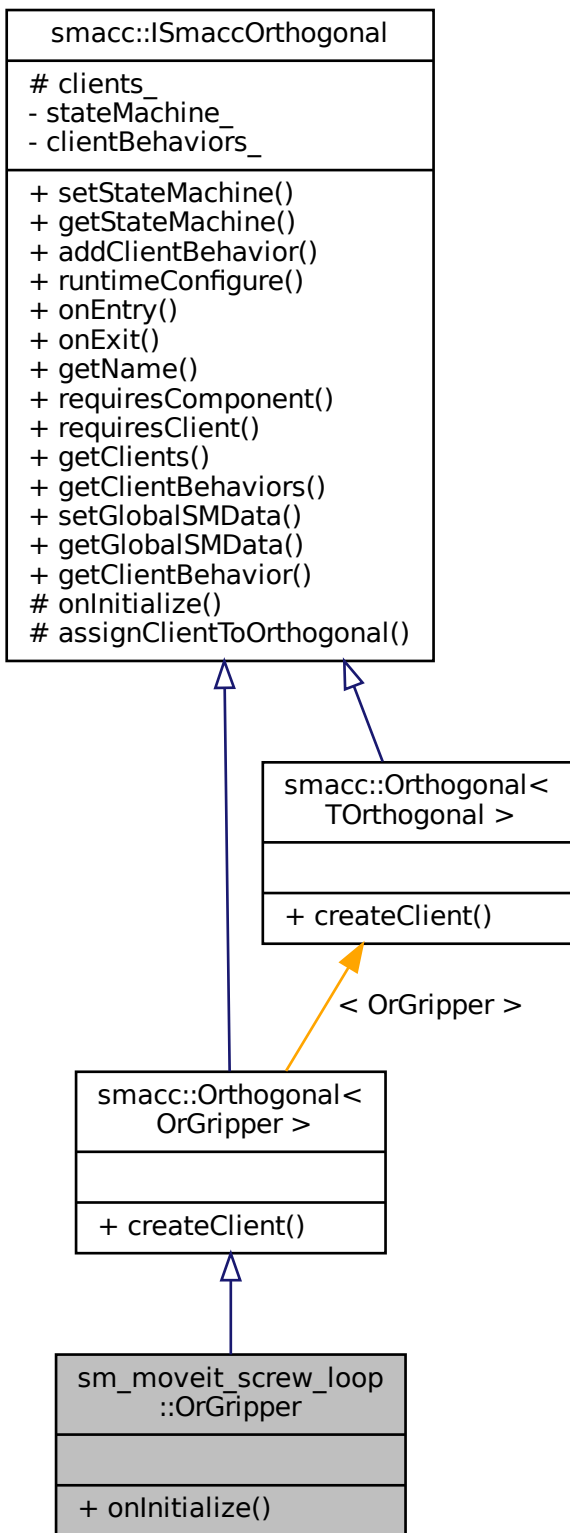 smacc::ISmaccOrthogonal
# clients_
- stateMachine_
- clientBehaviors_
+ setStateMachine()
+ getStateMachine()
+ addClientBehavior()
+ runtimeConfigure()
+ onEntry()
+ onExit()
+ getName()
+ requiresComponent()
+ requiresClient()
+ getClients()
+ getClientBehaviors()
+ setGlobalSMData()
+ getGlobalSMData()
+ getClientBehavior()
# onInitialize()
# assignClientToOrthogonal()
smacc::Orthogonal<
TOrthogonal >
+ createClient()
< OrGripper >
smacc::Orthogonal<
OrGripper >
+ createClient()
sm_moveit_screw_loop
::OrGripper
+ onInitialize()